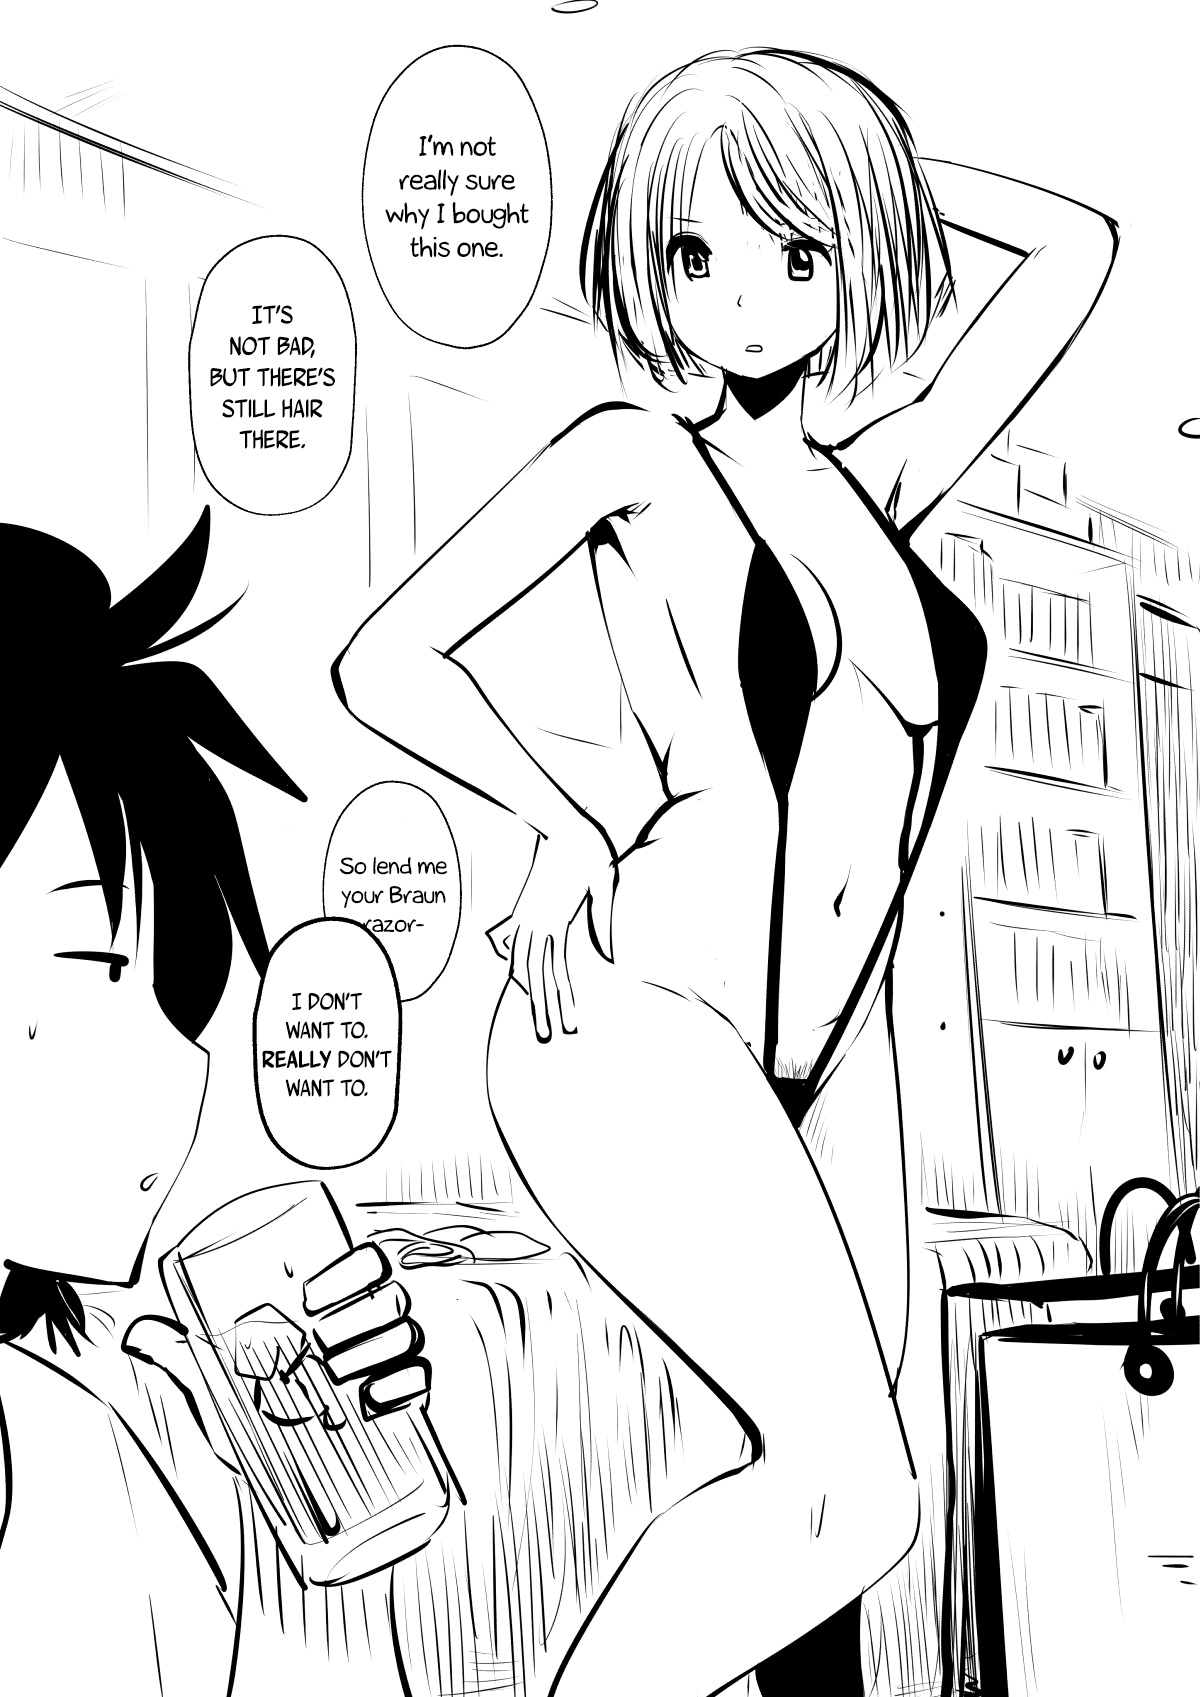 I'm not
really sure
why I bought
this one.
IT'S
NOT BAD,
BUT THERE'S
STILL HAIR
THERE.
So lend me
your Braun
razor-
I DON'T
WANT TO.
REALLY DON'T
WANT TO.